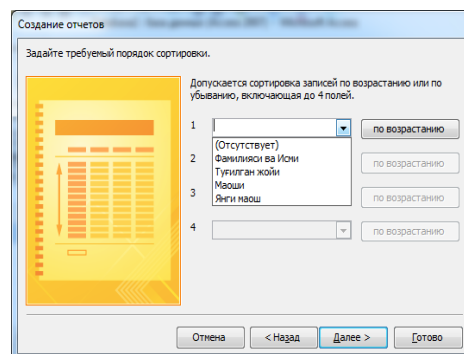 Создание отчетов
Задайте требуемый порядок сортировки.
Допускается сортировка записей по возрастанию или по
убыванию, включающая до 4 полей.
1 по возрастанию
(Отсутствует)
2 Фамилияси ва Исми по возрастанию
Туғилган жойи
Маоши
3 Янги маош по возрастанию
4 по возрастанию
Отмена < Назад Далее > Готово